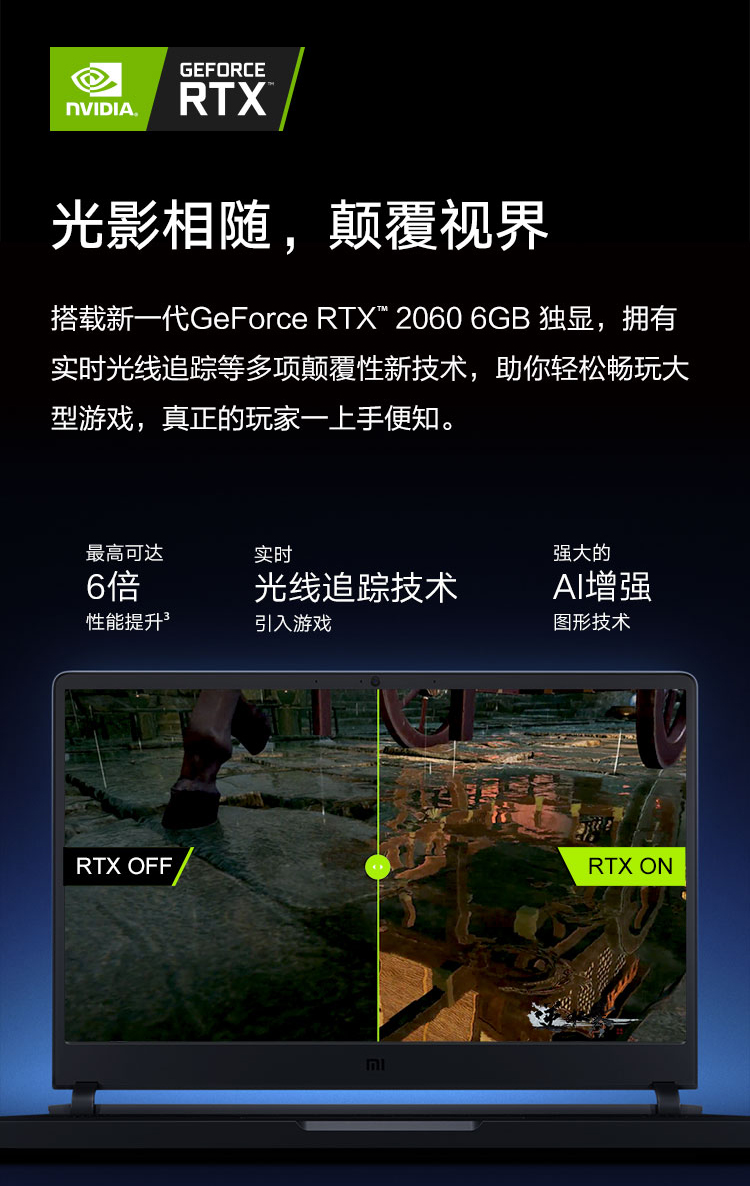 NVIDIA.
GEFORCE
RTX™
光影相随，颠覆视界
搭载新一代GeForce RTX™ 2060 6GB 独显，拥有
实时光线追踪等多项颠覆性新技术，助你轻松畅玩大
型游戏，真正的玩家一上手便知。
最高可达
6倍
性能提升³
实时
光线追踪技术
引入游戏
强大的
AI增强
图形技术
RTX OFF
RTX ON
mi